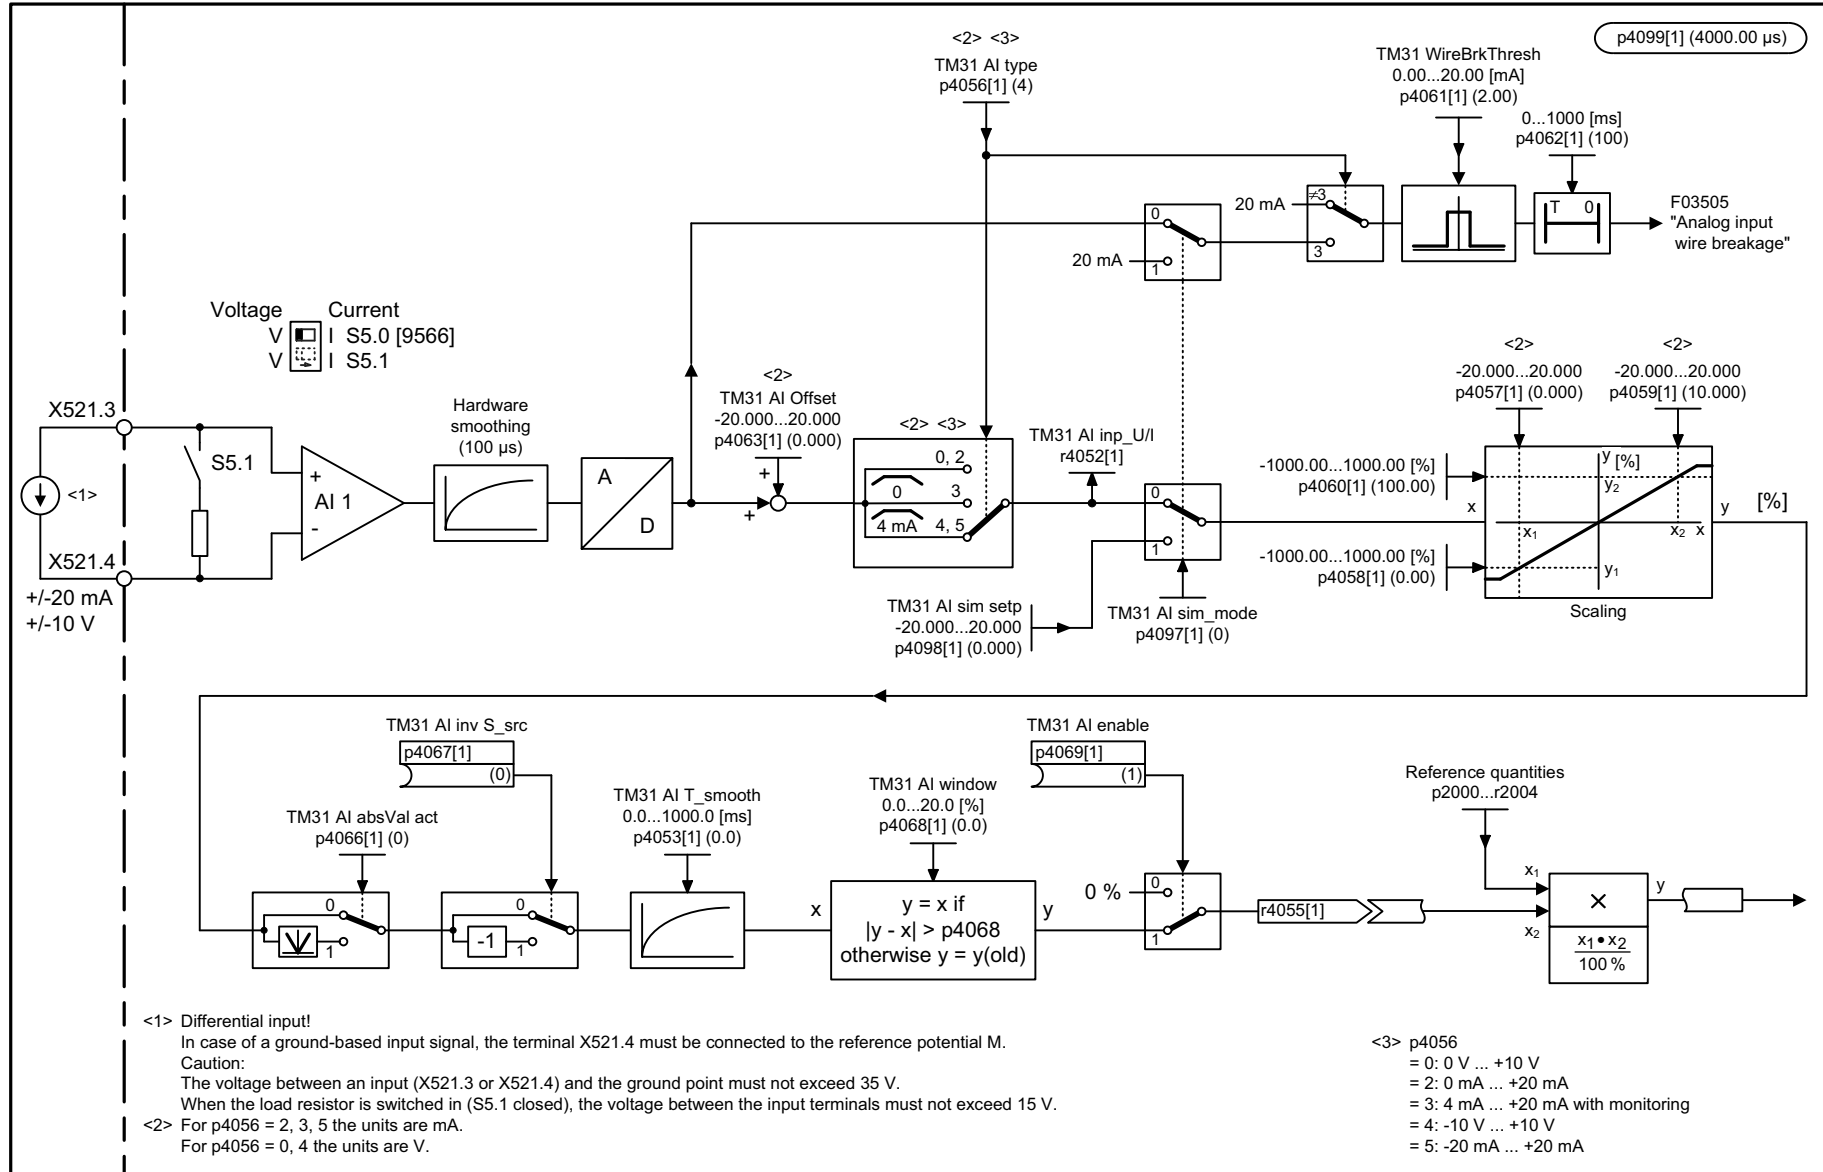 p4099[1] (4000.00 µs)
<2> <3>
TM31 AI type
p4056[1] (4)
TM31 WireBrkThresh
0.00...20.00 [mA]
p4061[1] (2.00)
0...1000 [ms]
p4062[1] (100)
20 mA
≠3
3
0
20 mA
1
T 0
F03505
"Analog input
wire breakage"
Voltage Current
V I S5.0 [9566]
V I S5.1
X521.3
<1>
X521.4
+/-20 mA
+/-10 V
S5.1
+
AI 1
-
Hardware
smoothing
(100 µs)
A
D
<2>
TM31 AI Offset
-20.000...20.000
p4063[1] (0.000)
+
+
<2> <3>
0, 2
0
3
4 mA
4, 5
TM31 AI inp_U/I
r4052[1]
0
1
TM31 AI sim setp
-20.000...20.000
p4098[1] (0.000)
TM31 AI sim_mode
p4097[1] (0)
<2>
-20.000...20.000
p4057[1] (0.000)
<2>
-20.000...20.000
p4059[1] (10.000)
-1000.00...1000.00 [%]
p4060[1] (100.00)
-1000.00...1000.00 [%]
p4058[1] (0.00)
x
y [%]
y2
x1
x2 x
y1
y
[%]
Scaling
TM31 AI absVal act
p4066[1] (0)
0
1
TM31 AI inv S_src
p4067[1]
(0)
0
-1
1
TM31 AI T_smooth
0.0...1000.0 [ms]
p4053[1] (0.0)
TM31 AI window
0.0...20.0 [%]
p4068[1] (0.0)
x
y = x if
|y - x| > p4068
otherwise y = y(old)
y
TM31 AI enable
p4069[1]
(1)
0 %
0
1
r4055[1]
Reference quantities
p2000...r2004
x1
x2
×
x1 • x2
100 %
y
<1> Differential input!
In case of a ground-based input signal, the terminal X521.4 must be connected to the reference potential M.
Caution:
The voltage between an input (X521.3 or X521.4) and the ground point must not exceed 35 V.
When the load resistor is switched in (S5.1 closed), the voltage between the input terminals must not exceed 15 V.
<2> For p4056 = 2, 3, 5 the units are mA.
For p4056 = 0, 4 the units are V.
<3> p4056
= 0: 0 V ... +10 V
= 2: 0 mA ... +20 mA
= 3: 4 mA ... +20 mA with monitoring
= 4: -10 V ... +10 V
= 5: -20 mA ... +20 mA